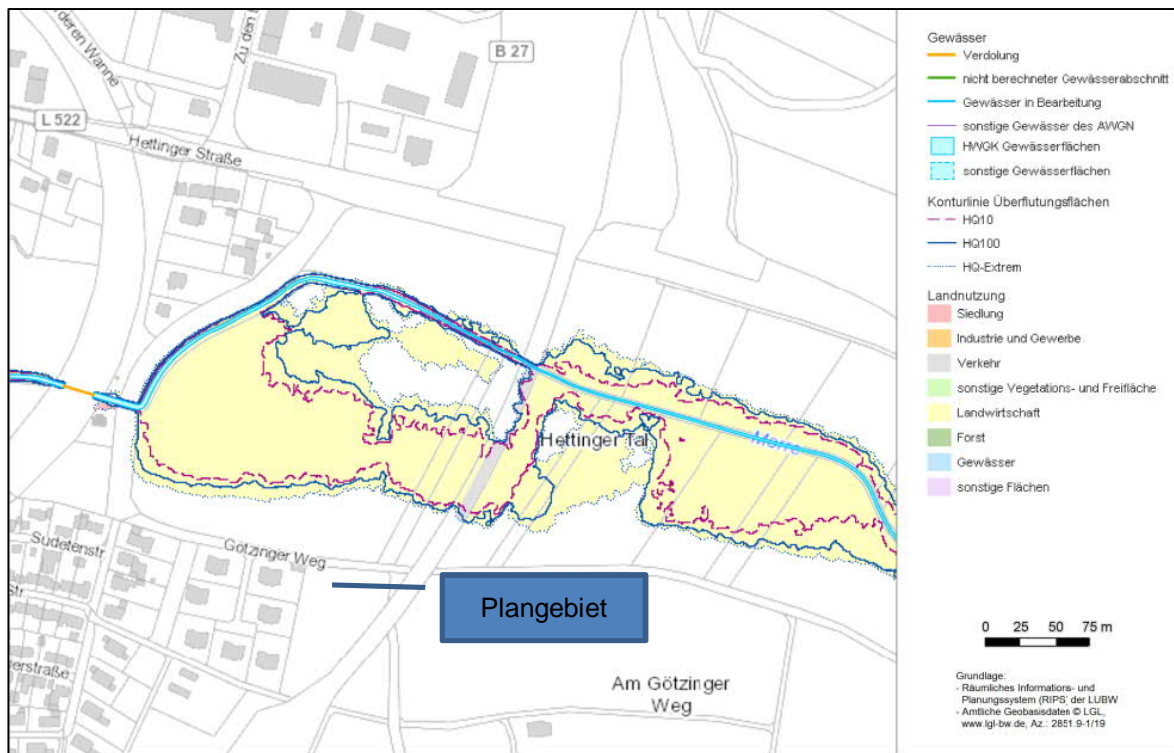 Zu den
B 27
L 522
Hettinger Straße
Hettinger Tal
Sudetenstr
Götzinger Weg
str
Plangebiet
Am Götzinger
Weg
Gewässer
Verdolung
nicht berechneter Gewässerabschnitt
Gewässer in Bearbeitung
sonstige Gewässer des AWGN
HWGK Gewässerflächen
sonstige Gewässerflächen
Konturlinie Überflutungsflächen
HQ10
HQ100
HQ-Extrem
Landnutzung
Siedlung
Industrie und Gewerbe
Verkehr
sonstige Vegetations- und Freifläche
Landwirtschaft
Forst
Gewässer
sonstige Flächen
0 25 50 75 m
Grundlage:
- Räumliches Informations- und
Planungssystem (RIPS) der LUBW
- Amtliche Geobasisdaten © LGL,
www.lgl-bw.de, Az.: 2851.9-1/19